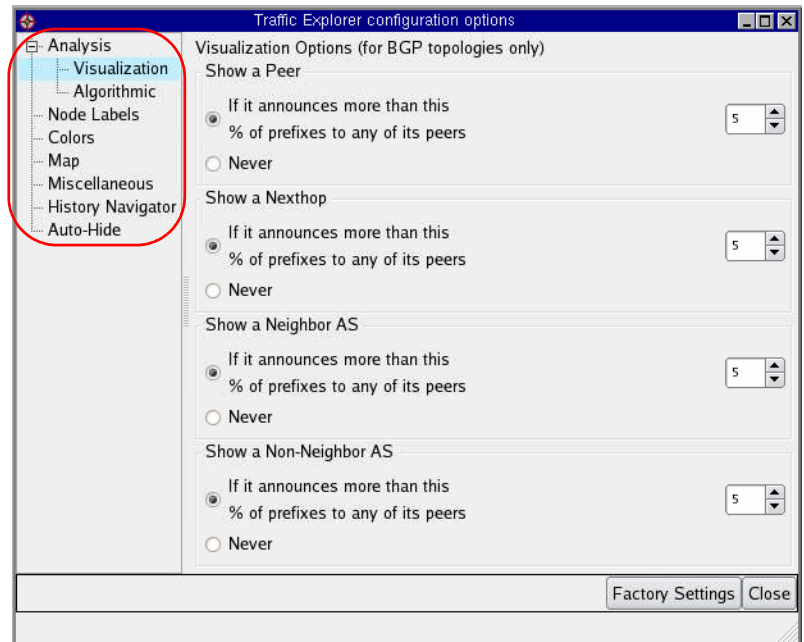 Traffic Explorer configuration options
Analysis
Visualization
Algorithmic
Node Labels
Colors
Map
Miscellaneous
History Navigator
Auto-Hide
Visualization Options (for BGP topologies only)
Show a Peer
If it announces more than this
% of prefixes to any of its peers
5
Never
Show a Nexthop
If it announces more than this
% of prefixes to any of its peers
5
Never
Show a Neighbor AS
If it announces more than this
% of prefixes to any of its peers
5
Never
Show a Non-Neighbor AS
If it announces more than this
% of prefixes to any of its peers
5
Never
Factory Settings
Close